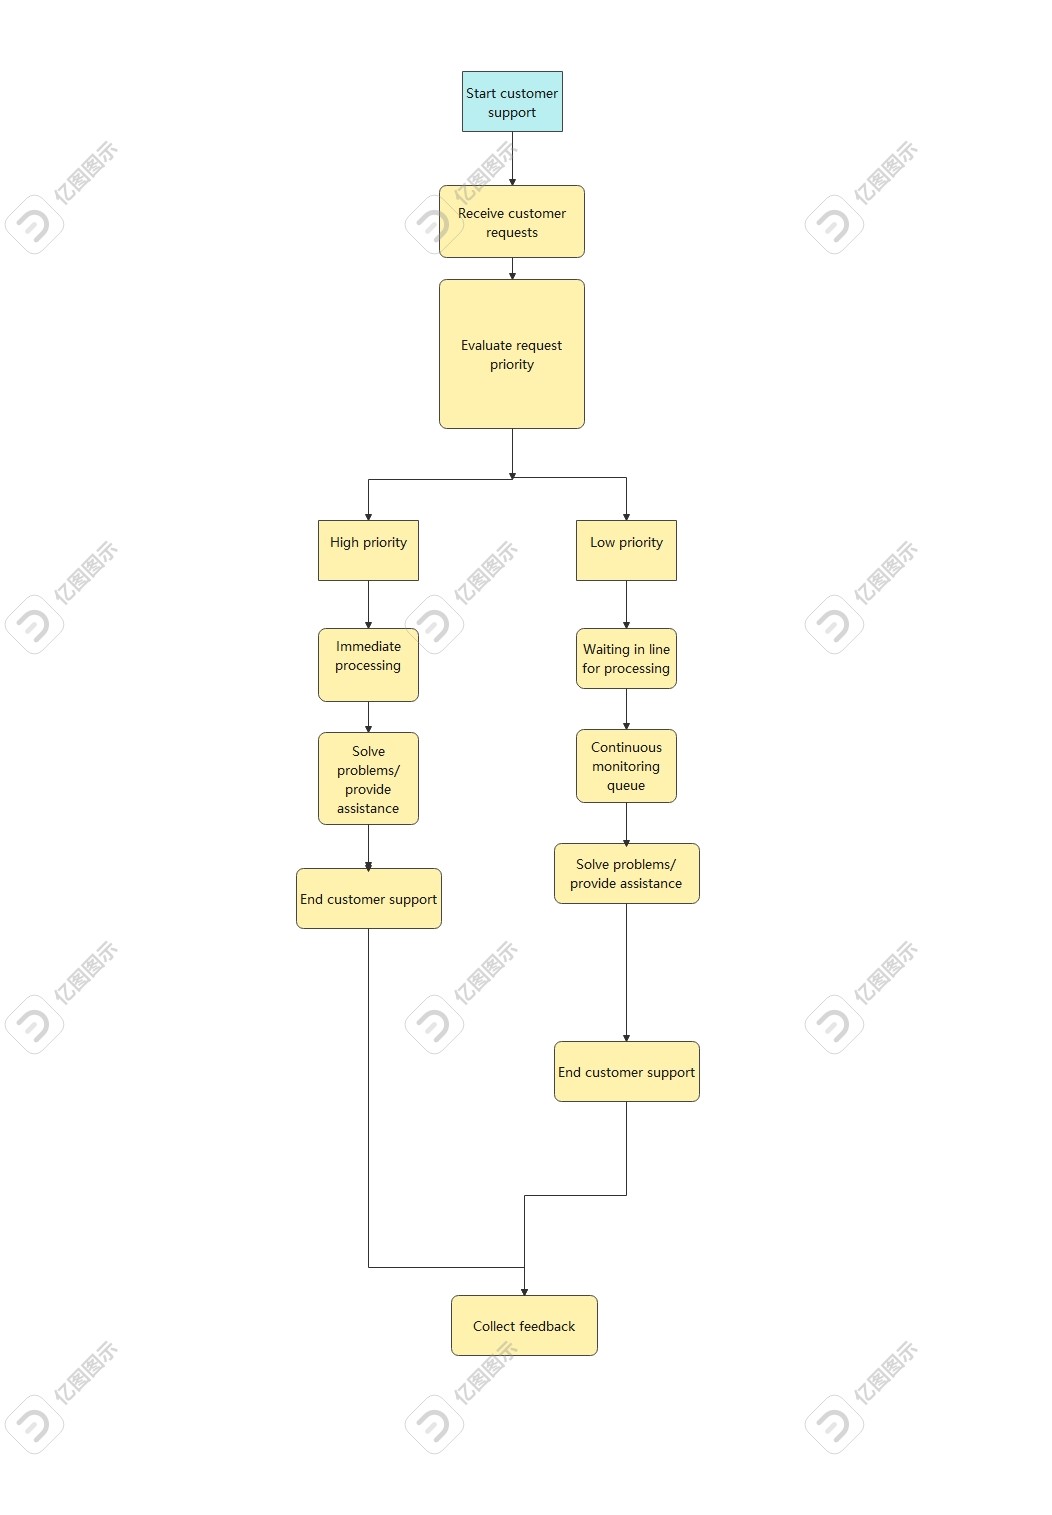 Start customer
support
亿图图示
亿图图示
亿图图示
Receive customer
requests
Evaluate request
priority
High priority
Low priority
亿图图示
亿图图示
亿图图示
Immediate
processing
Waiting in line
for processing
Solve
problems/
provide
assistance
Continuous
monitoring
queue
Solve problems/
provide assistance
End customer support
亿图图示
亿图图示
亿图图示
End customer support
Collect feedback
亿图图示
亿图图示
亿图图示